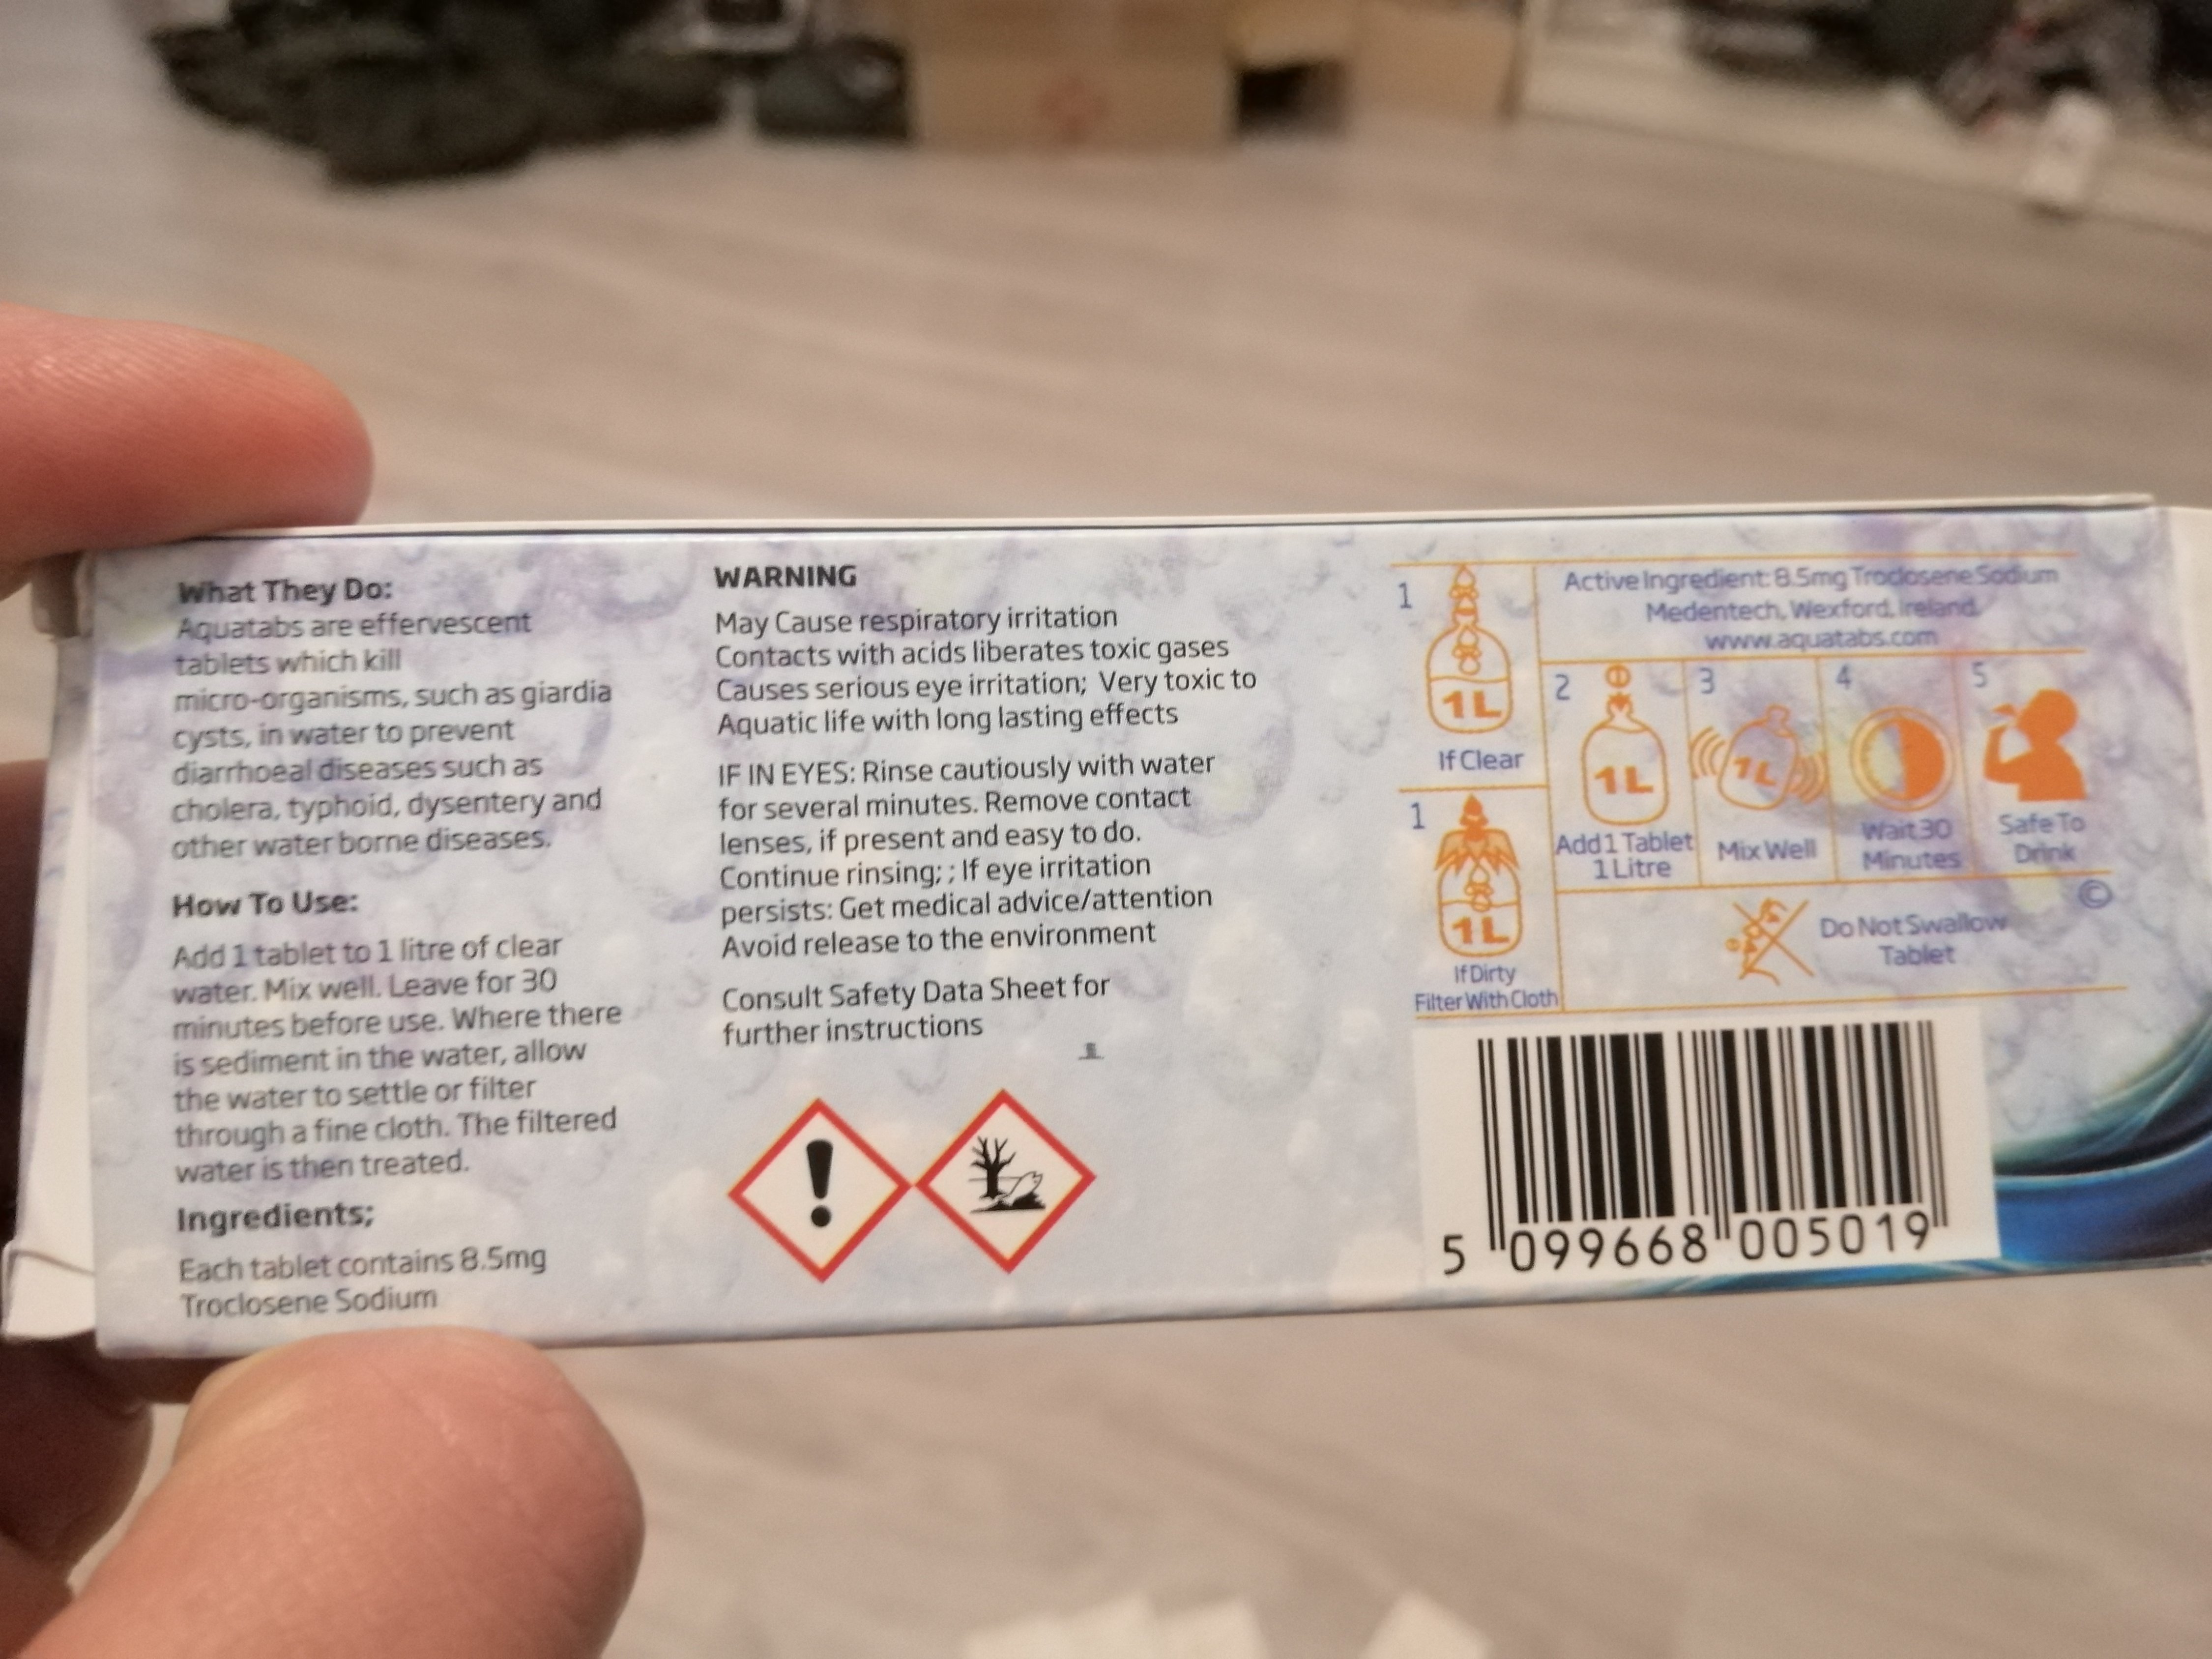 What They Do:
Aquatabs are effervescent
tablets which kill
micro-organisms, such as giardia
cysts, in water to prevent
diarrhoeal diseases such as
cholera, typhoid, dysentery and
other water borne diseases.
How To Use:
Add 1 tablet to 1 litre of clear
water. Mix well. Leave for 30
minutes before use. Where there
is sediment in the water, allow
the water to settle or filter
through a fine cloth. The filtered
water is then treated.
Ingredients;
Each tablet contains 8.5mg
Troclosene Sodium
WARNING
May Cause respiratory irritation
Contacts with acids liberates toxic gases
Causes serious eye irritation; Very toxic to
Aquatic life with long lasting effects
IF IN EYES: Rinse cautiously with water
for several minutes. Remove contact
lenses, if present and easy to do.
Continue rinsing; ; If eye irritation
persists: Get medical advice/attention
Avoid release to the environment
Consult Safety Data Sheet for
further instructions
Active Ingredient: 8.5mg Troclosene Sodium
Medentech, Wexford, Ireland.
www.aquatabs.com
1
1L
If Clear
1
1L
If Dirty
Filter With Cloth
2
1L
Add 1 Tablet
1 Litre
3
1L
Mix Well
4
Wait 30
Minutes
5
Safe To
Drink
©
Do Not Swallow
Tablet
5 099668 005019